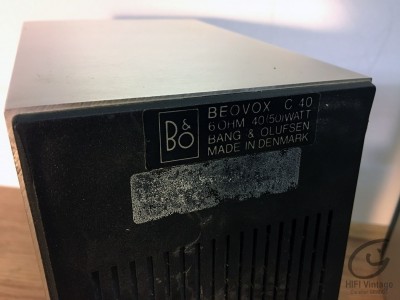 B&O
BEOVOX C 40
6 OHM 40(50)WATT
BANG & OLUFSEN
MADE IN DENMARK
HIFI Vintage